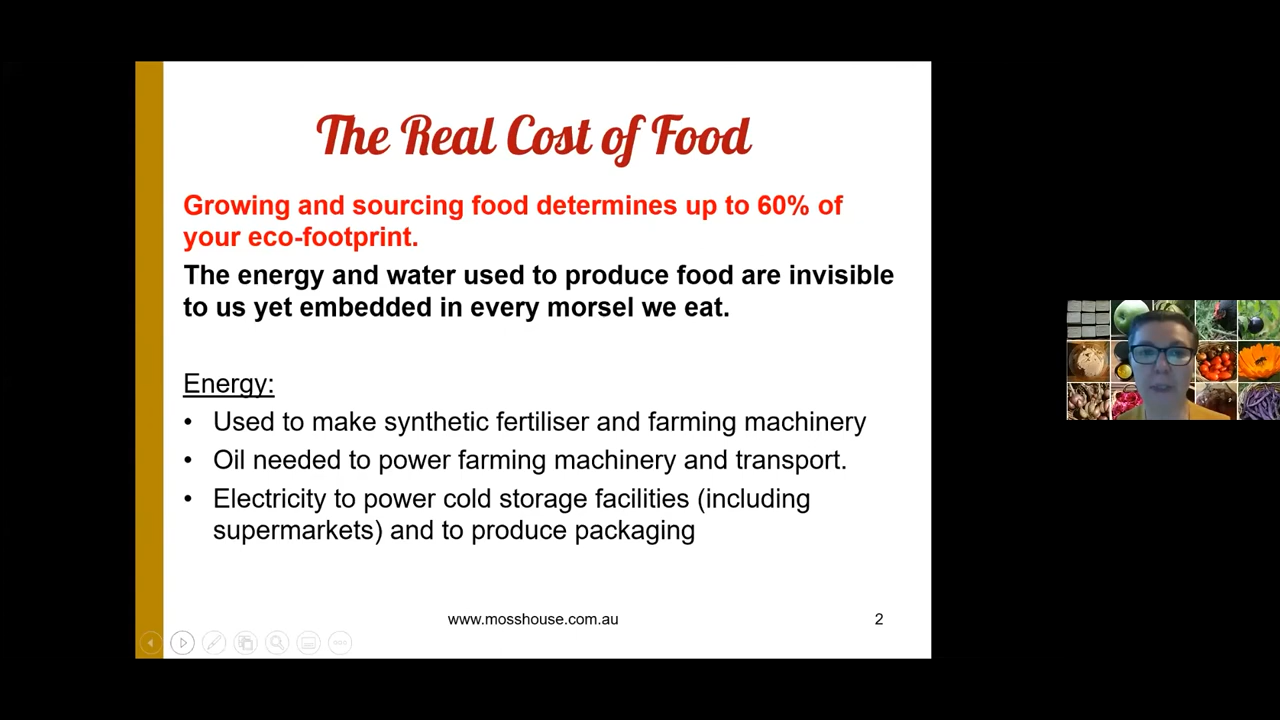 The Real Cost of Food
Growing and sourcing food determines up to 60% of
your eco-footprint.
The energy and water used to produce food are invisible
to us yet embedded in every morsel we eat.
Energy:
• Used to make synthetic fertiliser and farming machinery
• Oil needed to power farming machinery and transport.
• Electricity to power cold storage facilities (including
supermarkets) and to produce packaging
www.mosshouse.com.au
2